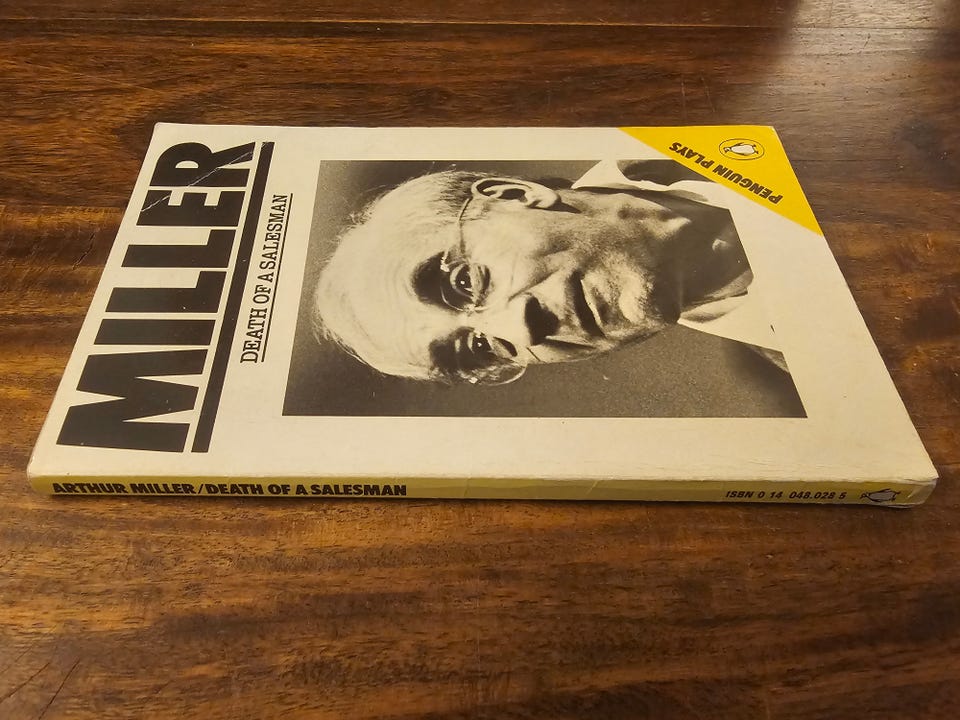 MILLER
DEATH OF A SALESMAN
PENGUIN PLAYS
ARTHUR MILLER/DEATH OF A SALESMAN
ISBN 0 14 048.028 5